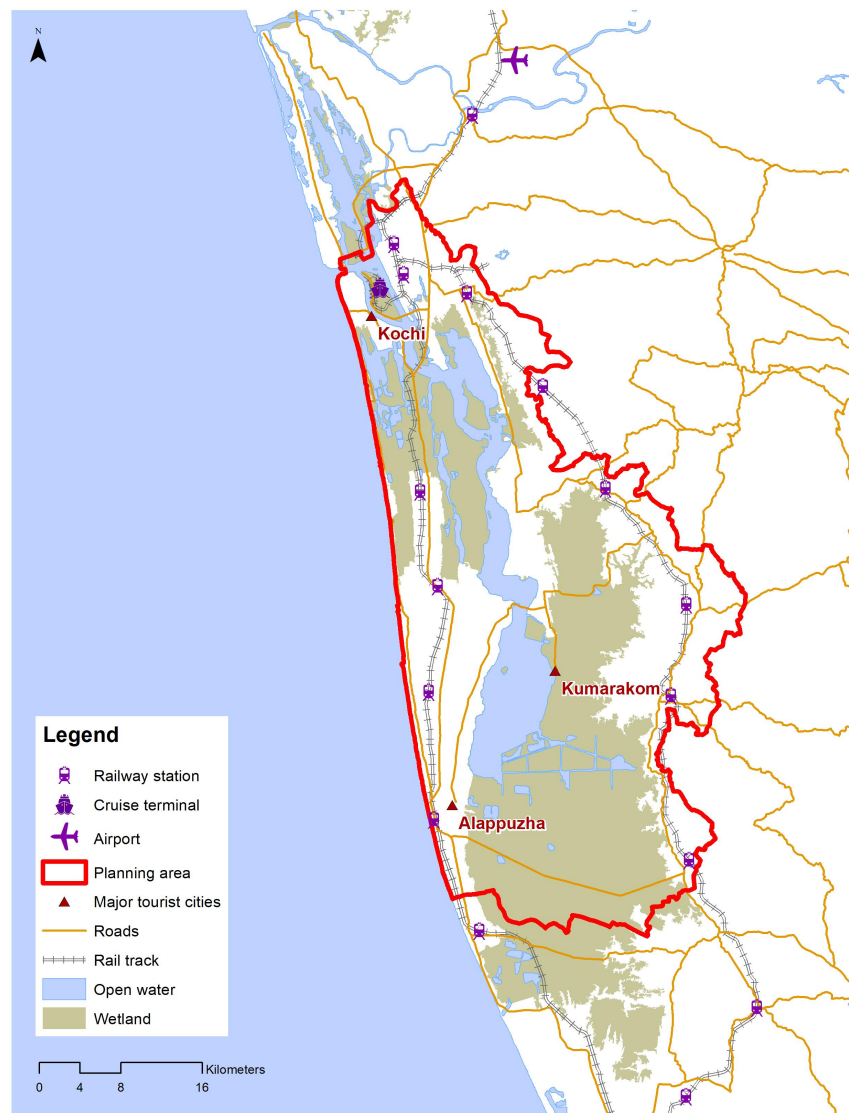 N
Kochi
Kumarakom
Alappuzha
Legend
Railway station
Cruise terminal
Airport
Planning area
Major tourist cities
Roads
Rail track
Open water
Wetland
Kilometers
0 4 8 16